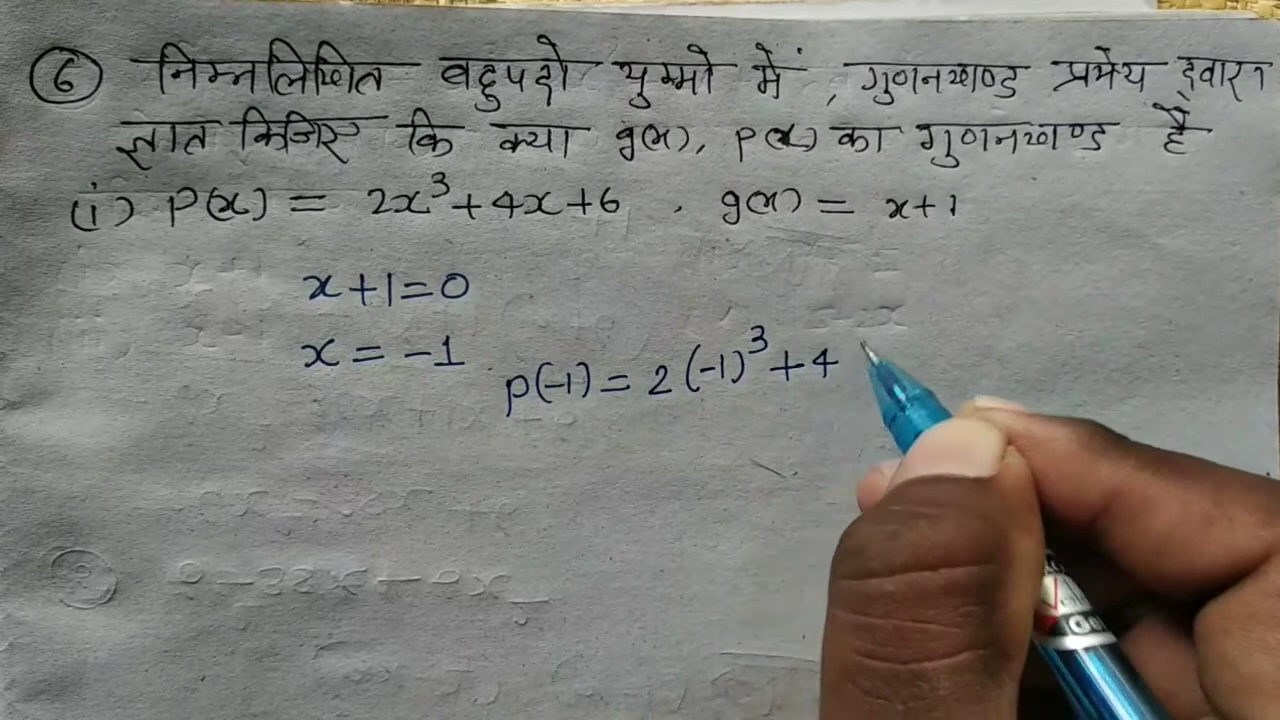 6 निम्नलिखित बहुपदो युग्मो में, गुणनखण्ड प्रमेय द्वारा
ज्ञात किजिए कि क्या g(x), p(x) का गुणनखण्ड है
(i) P(x) = 2x³+4x+6 , g(x) = x+1
x+1=0
x = -1
p(-1) = 2(-1)³+4